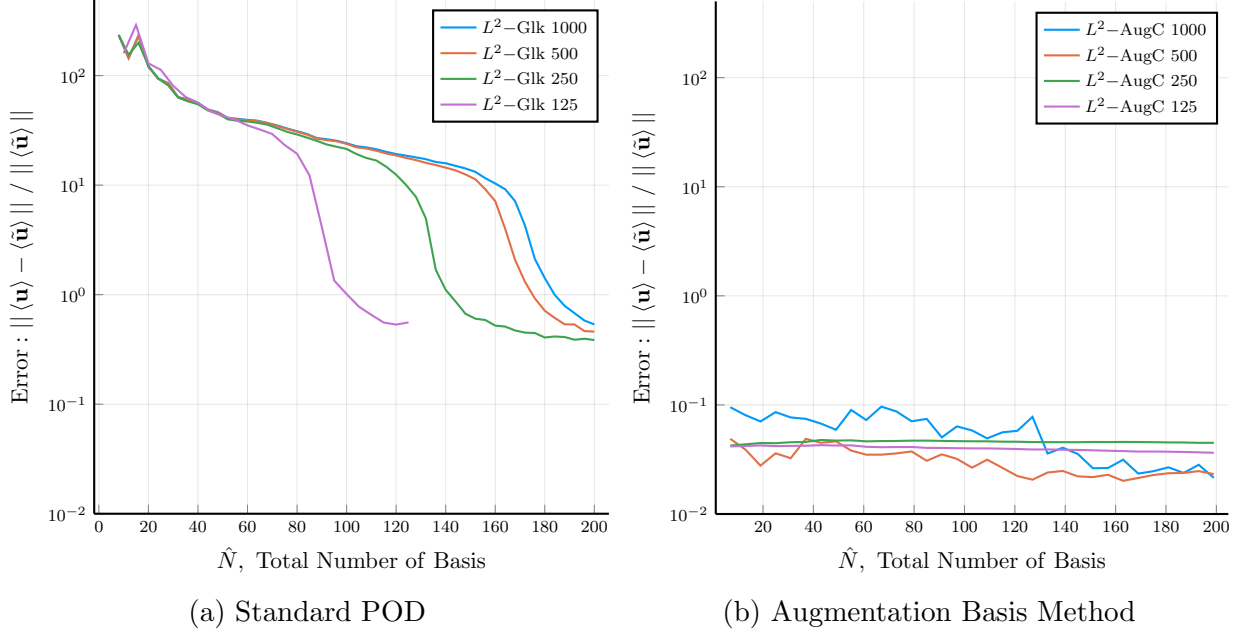 Error : || ⟨u⟩ − ⟨ũ⟩ || / || ⟨ũ⟩ ||
10²
10¹
10⁰
10⁻¹
10⁻²
0 20 40 60 80 100 120 140 160 180 200
N̂, Total Number of Basis
L²−Glk 1000
L²−Glk 500
L²−Glk 250
L²−Glk 125
(a) Standard POD
Error : || ⟨u⟩ − ⟨ũ⟩ || / || ⟨ũ⟩ ||
10²
10¹
10⁰
10⁻¹
10⁻²
20 40 60 80 100 120 140 160 180 200
N̂, Total Number of Basis
L²−AugC 1000
L²−AugC 500
L²−AugC 250
L²−AugC 125
(b) Augmentation Basis Method